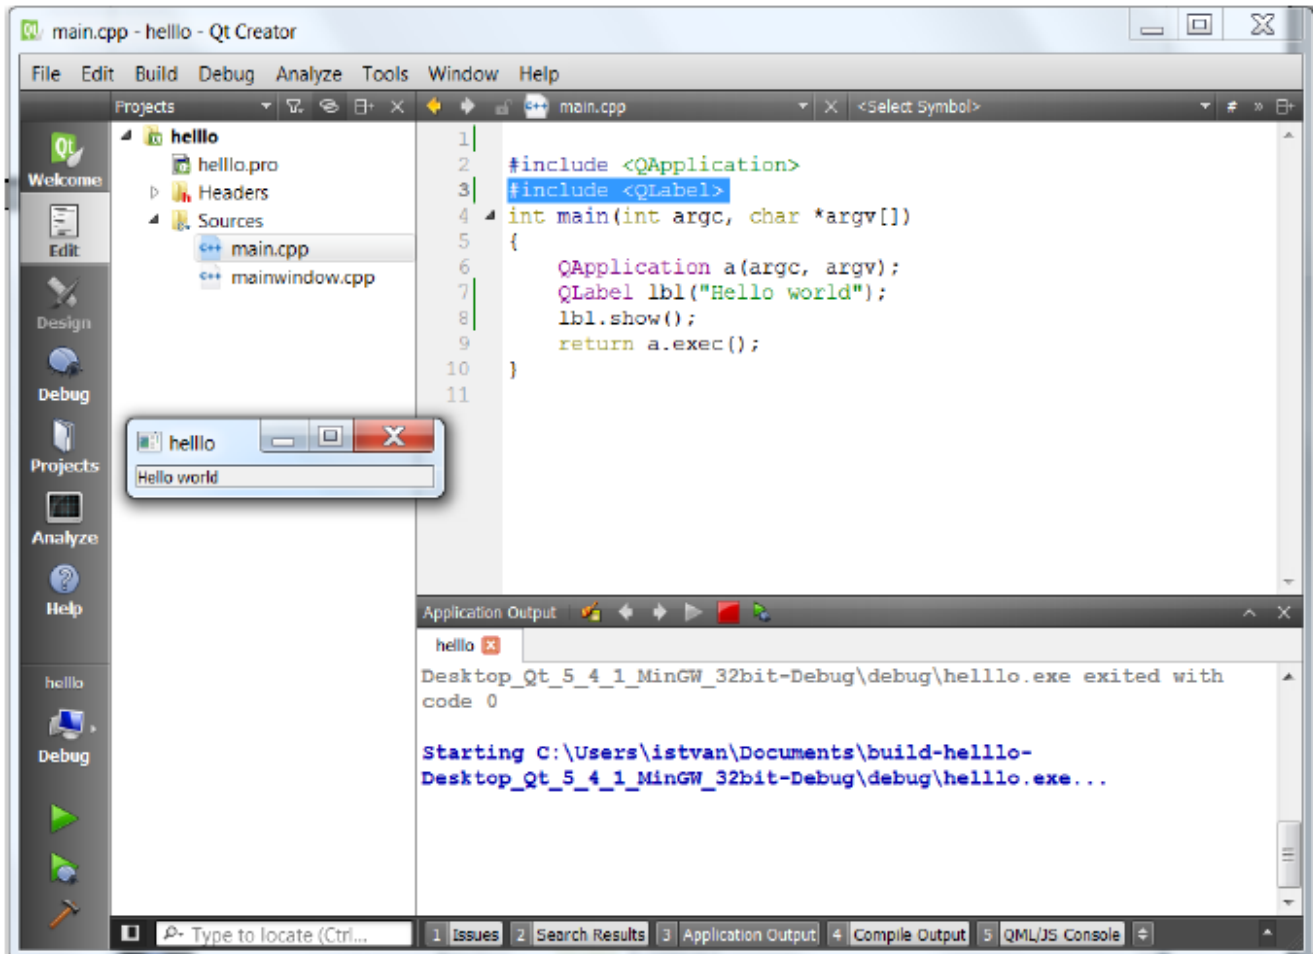 main.cpp - helllo - Qt Creator
File Edit Build Debug Analyze Tools Window Help
Projects
main.cpp
<Select Symbol>
#
Welcome
Edit
Design
Debug
Projects
Analyze
Help
helllo
Debug
helllo
helllo.pro
Headers
Sources
main.cpp
mainwindow.cpp
1
2 #include <QApplication>
3 #include <QLabel>
4 int main(int argc, char *argv[])
5 {
6 QApplication a(argc, argv);
7 QLabel lbl("Hello world");
8 lbl.show();
9 return a.exec();
10 }
11
helllo
Hello world
Application Output
helllo
Desktop_Qt_5_4_1_MinGW_32bit-Debug\debug\helllo.exe exited with
code 0
Starting C:\Users\istvan\Documents\build-helllo-
Desktop_Qt_5_4_1_MinGW_32bit-Debug\debug\helllo.exe...
Type to locate (Ctrl...
1 Issues 2 Search Results 3 Application Output 4 Compile Output 5 QML/JS Console